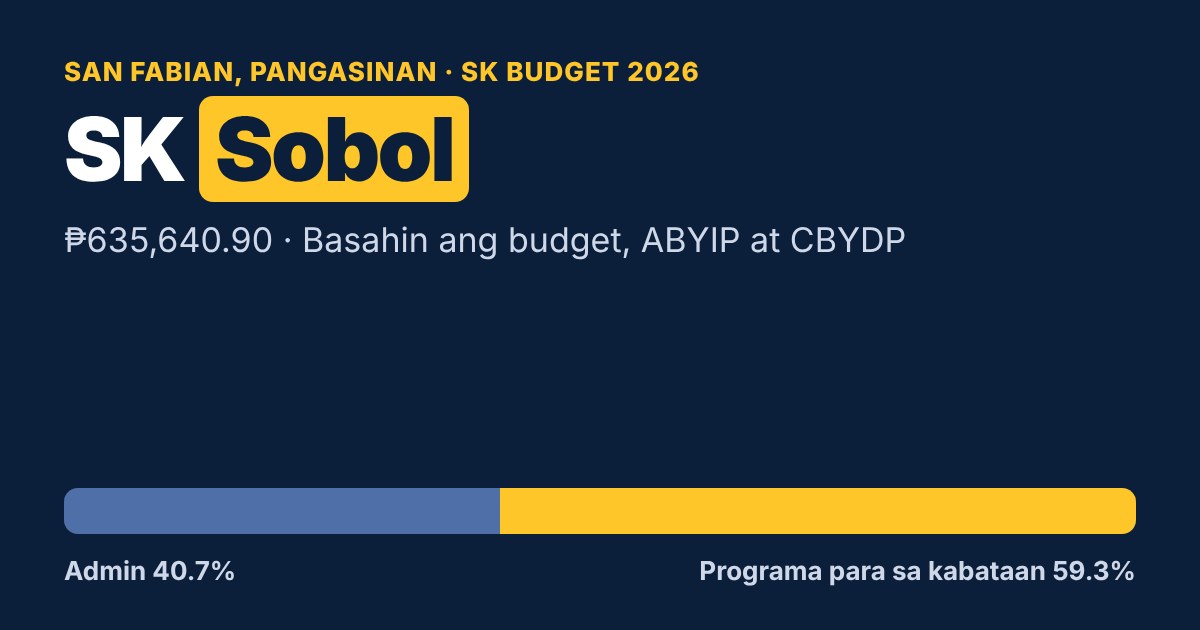 SAN FABIAN, PANGASINAN · SK BUDGET 2026
SK Sobol
₱635,640.90 · Basahin ang budget, ABYIP at CBYDP
Admin 40.7%
Programa para sa kabataan 59.3%